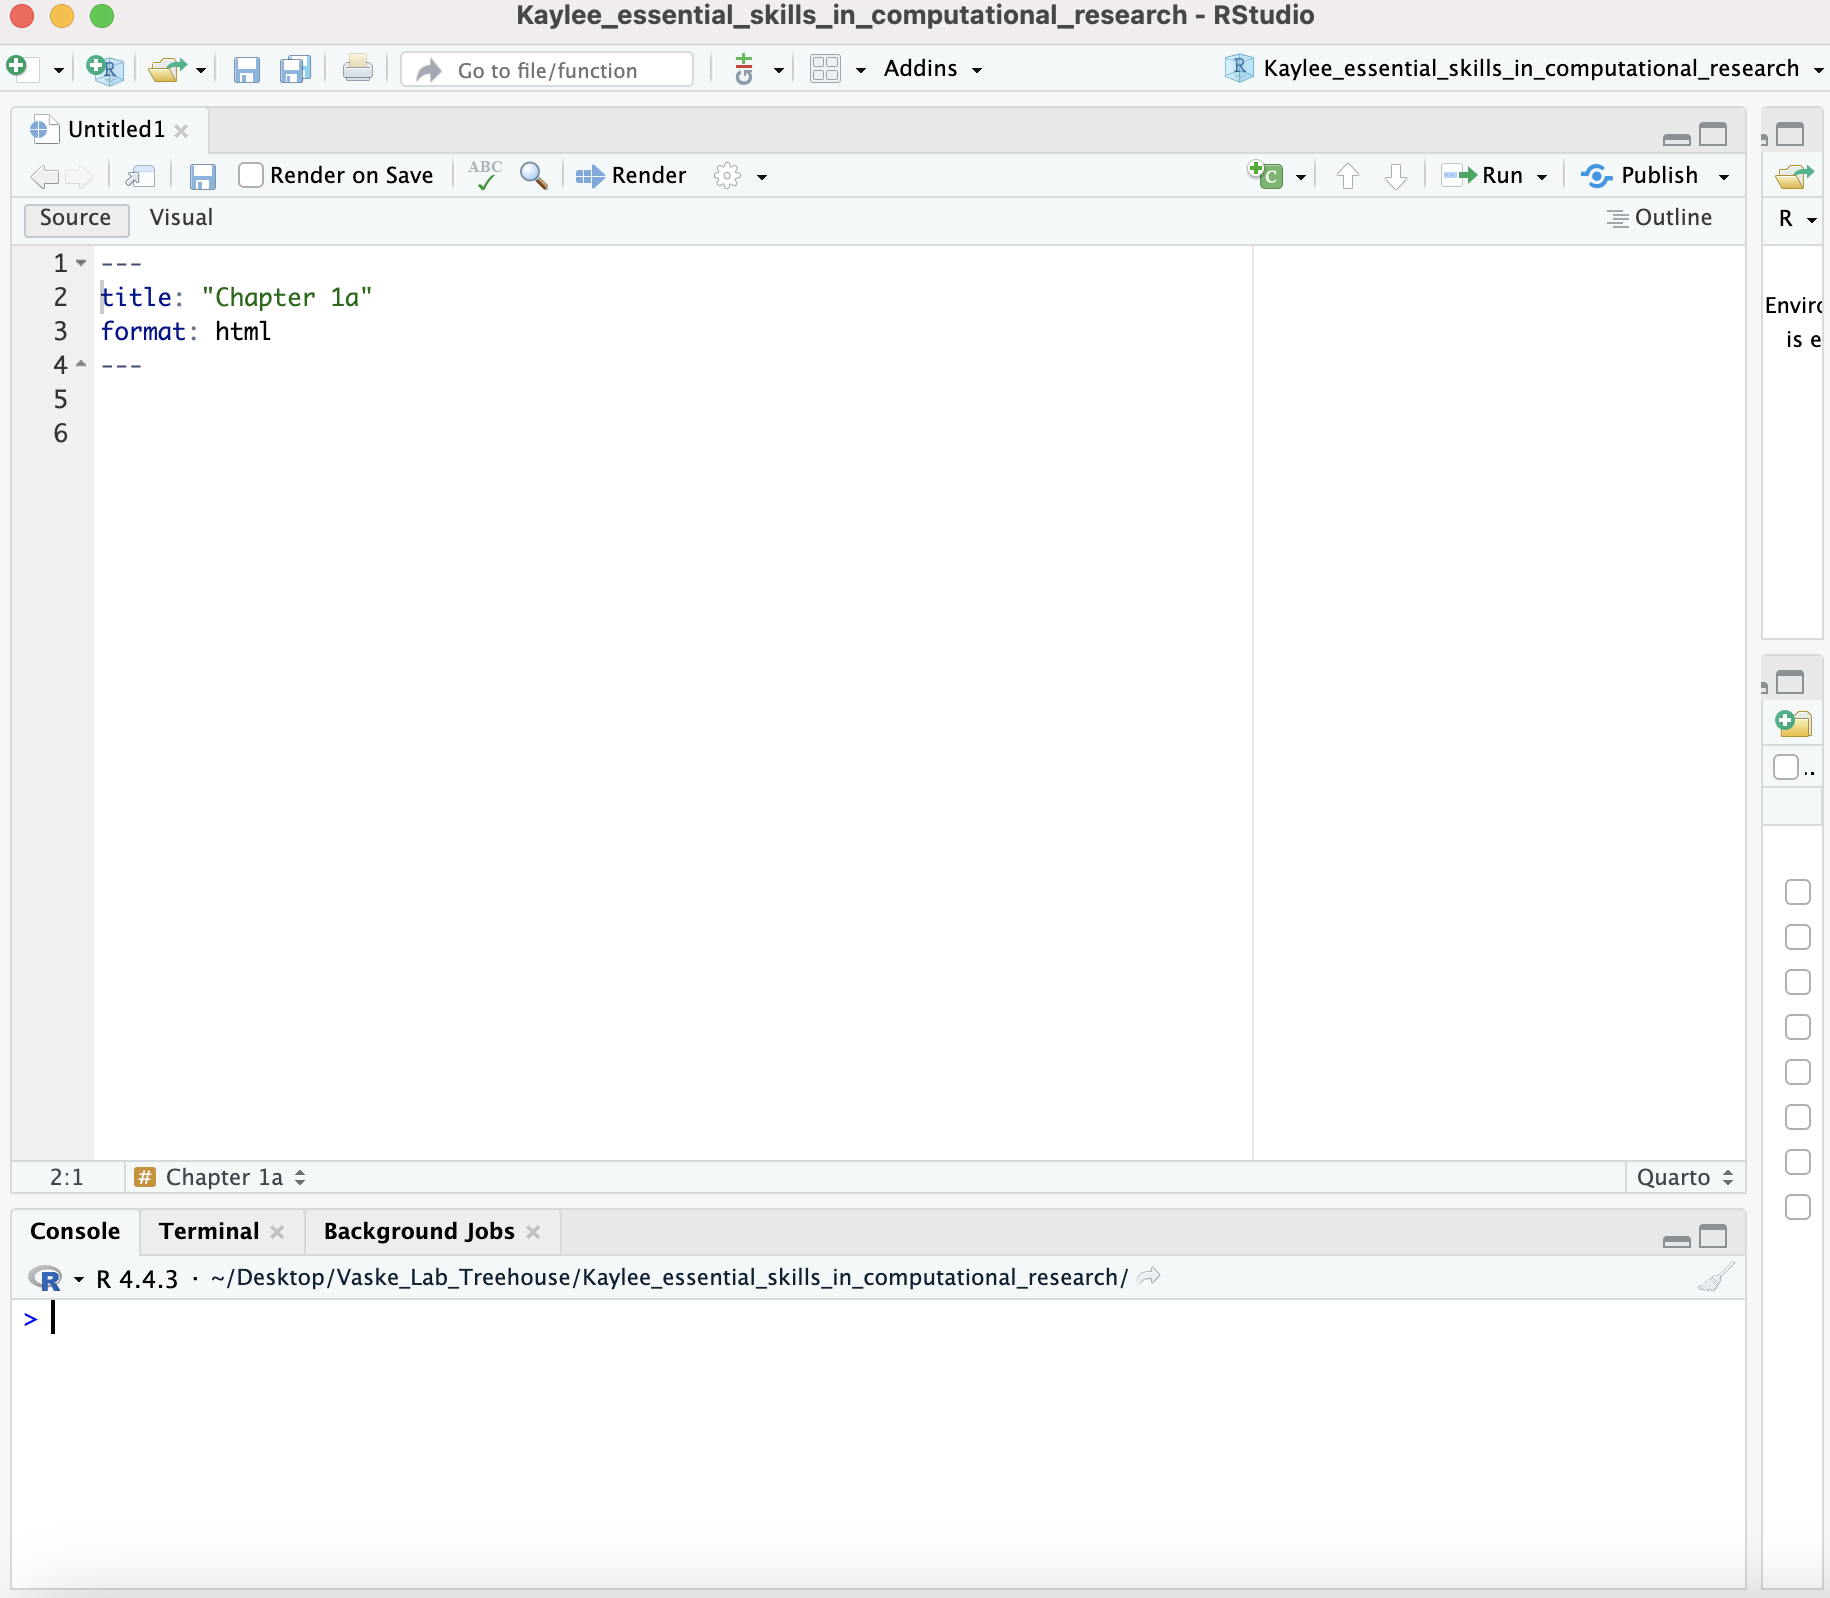 Kaylee_essential_skills_in_computational_research - RStudio
Go to file/function
Addins
Kaylee_essential_skills_in_computational_research
Untitled1
Render on Save
ABC
Render
Run
Publish
Source
Visual
Outline
R
1 ---
2 title: "Chapter 1a"
3 format: html
4 ---
5
6
Enviro
is e
..
2:1
# Chapter 1a
Quarto
Console
Terminal
Background Jobs
R 4.4.3 · ~/Desktop/Vaske_Lab_Treehouse/Kaylee_essential_skills_in_computational_research/
>